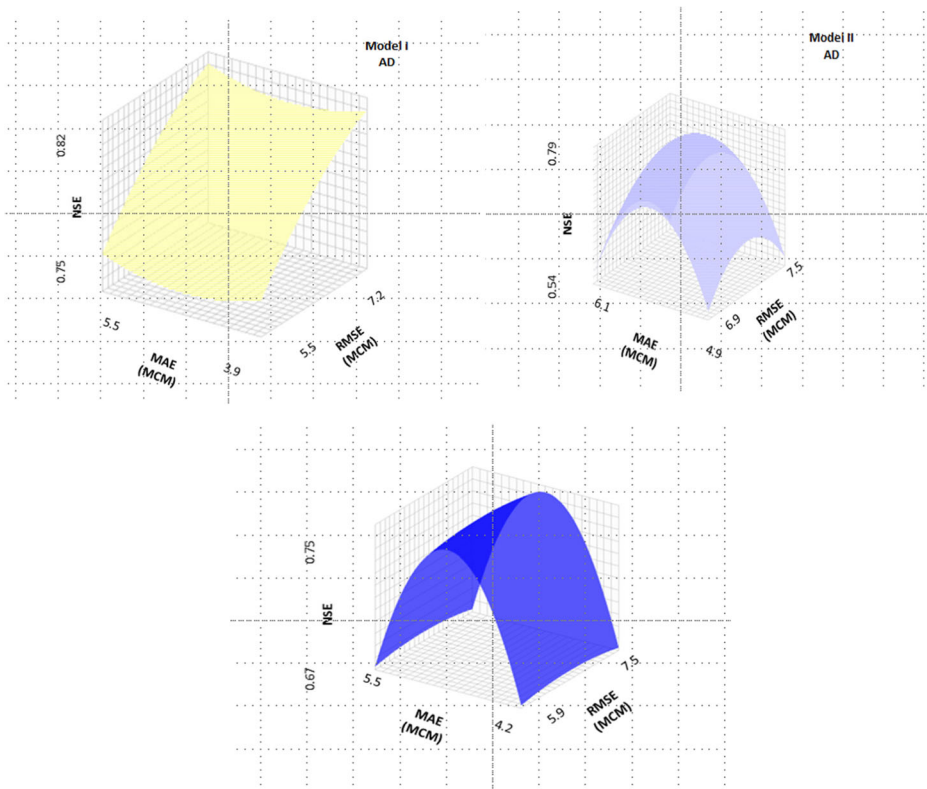 Model I
AD
0.82
NSE
0.75
5.5
MAE
(MCM)
3.9
5.5
RMSE
(MCM)
7.2
Model II
AD
0.79
NSE
0.54
6.1
MAE
(MCM)
4.9
6.9
RMSE
(MCM)
7.5
0.75
NSE
0.67
5.5
MAE
(MCM)
4.2
5.9
RMSE
(MCM)
7.5